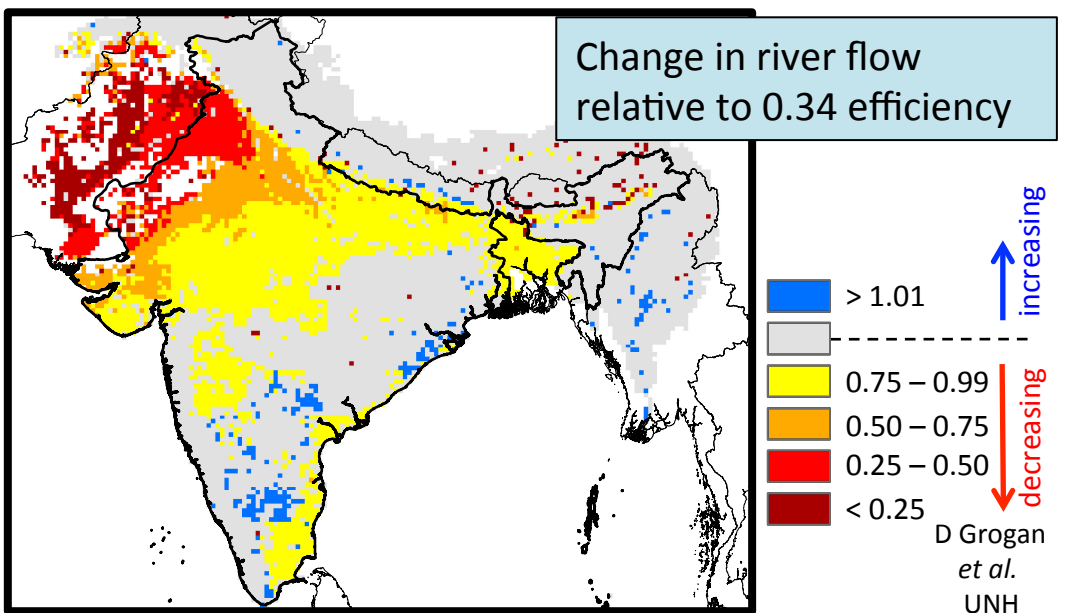 Change in river flow
relative to 0.34 efficiency
increasing
> 1.01
0.75 – 0.99
0.50 – 0.75
0.25 – 0.50
< 0.25
decreasing
D Grogan
et al.
UNH